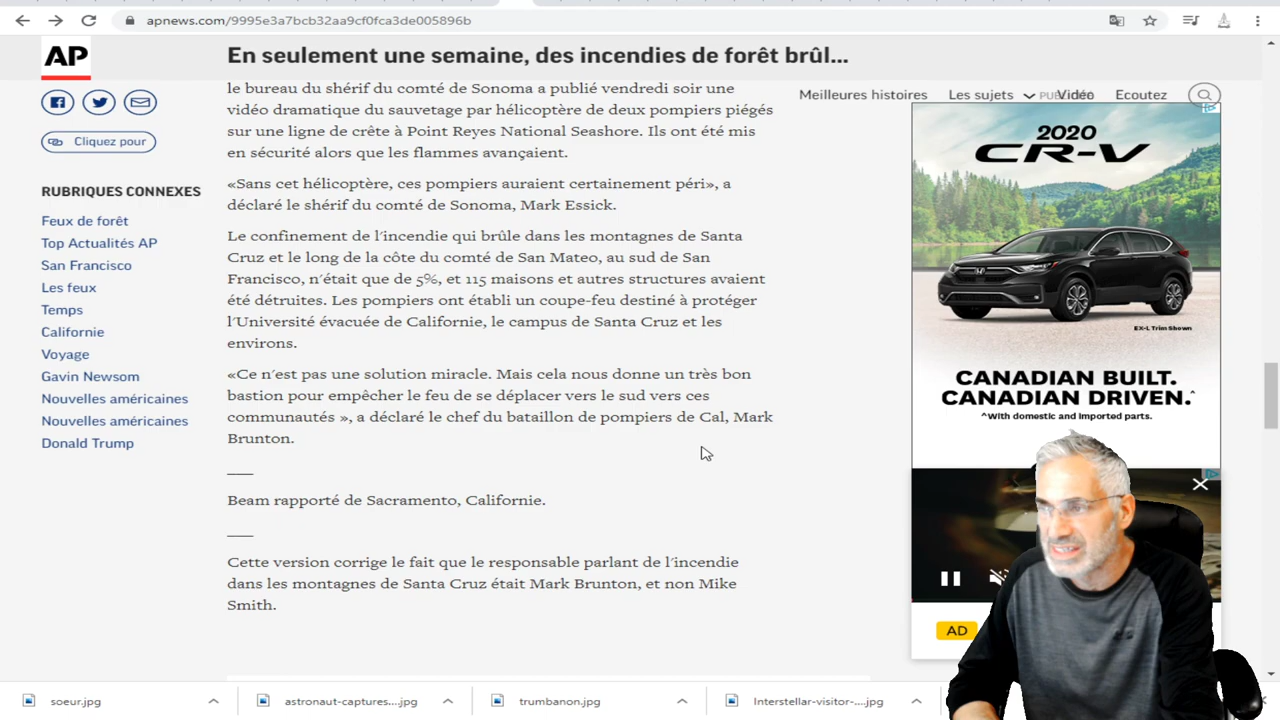 apnews.com/9995e3a7bcb32aa9cf0fca3de005896b
AP
En seulement une semaine, des incendies de forêt brûl...
Meilleures histoires
Les sujets
Vidéo
Ecoutez
Cliquez pour
RUBRIQUES CONNEXES
Feux de forêt
Top Actualités AP
San Francisco
Les feux
Temps
Californie
Voyage
Gavin Newsom
Nouvelles américaines
Nouvelles américaines
Donald Trump
le bureau du shérif du comté de Sonoma a publié vendredi soir une
vidéo dramatique du sauvetage par hélicoptère de deux pompiers piégés
sur une ligne de crête à Point Reyes National Seashore. Ils ont été mis
en sécurité alors que les flammes avançaient.
«Sans cet hélicoptère, ces pompiers auraient certainement péri», a
déclaré le shérif du comté de Sonoma, Mark Essick.
Le confinement de l'incendie qui brûle dans les montagnes de Santa
Cruz et le long de la côte du comté de San Mateo, au sud de San
Francisco, n'était que de 5%, et 115 maisons et autres structures avaient
été détruites. Les pompiers ont établi un coupe-feu destiné à protéger
l'Université évacuée de Californie, le campus de Santa Cruz et les
environs.
«Ce n'est pas une solution miracle. Mais cela nous donne un très bon
bastion pour empêcher le feu de se déplacer vers le sud vers ces
communautés », a déclaré le chef du bataillon de pompiers de Cal, Mark
Brunton.
Beam rapporté de Sacramento, Californie.
Cette version corrige le fait que le responsable parlant de l'incendie
dans les montagnes de Santa Cruz était Mark Brunton, et non Mike
Smith.
2020
CR-V
EX-L Trim Shown
CANADIAN BUILT.
CANADIAN DRIVEN.^
^With domestic and imported parts.
AD
soeur.jpg
astronaut-captures....jpg
trumbanon.jpg
Interstellar-visitor-....jpg